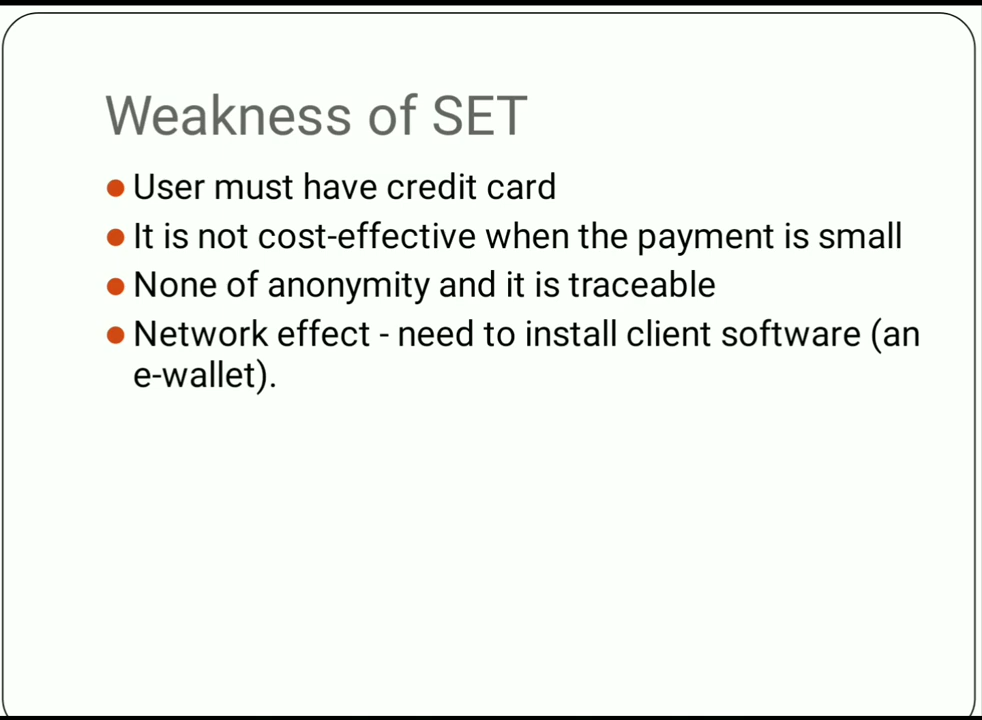 Weakness of SET
● User must have credit card
● It is not cost-effective when the payment is small
● None of anonymity and it is traceable
● Network effect - need to install client software (an
e-wallet).